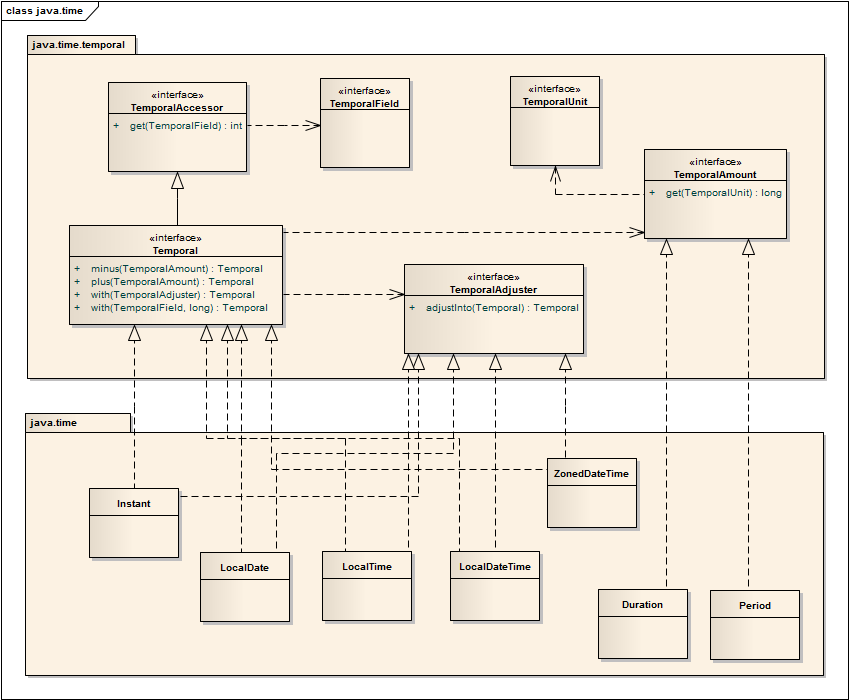 class java.time
java.time.temporal
«interface»
TemporalAccessor
+ get(TemporalField) : int
«interface»
TemporalField
«interface»
TemporalUnit
«interface»
TemporalAmount
+ get(TemporalUnit) : long
«interface»
Temporal
+ minus(TemporalAmount) : Temporal
+ plus(TemporalAmount) : Temporal
+ with(TemporalAdjuster) : Temporal
+ with(TemporalField, long) : Temporal
«interface»
TemporalAdjuster
+ adjustInto(Temporal) : Temporal
java.time
ZonedDateTime
Instant
LocalDate
LocalTime
LocalDateTime
Duration
Period